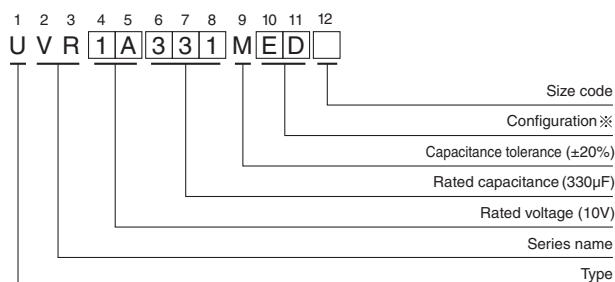 1 2 3 4 5 6 7 8 9 10 11 12
U V R 1 A 3 3 1 M E D
Size code
Configuration※
Capacitance tolerance (±20%)
Rated capacitance (330µF)
Rated voltage (10V)
Series name
Type